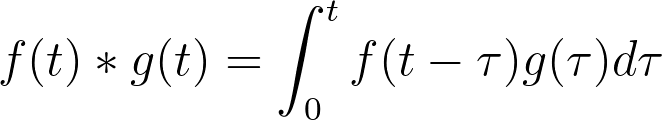 f(t) ∗ g(t) = ∫₀ᵗ f(t − τ)g(τ)dτ